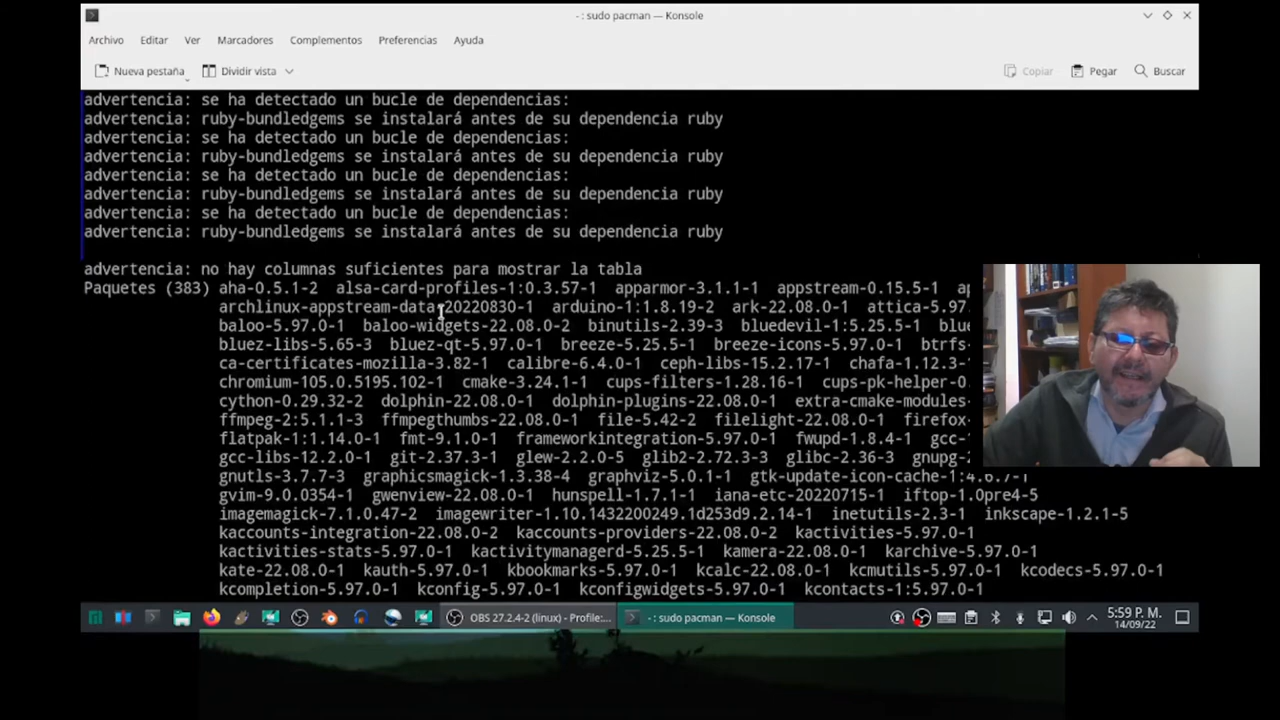 - : sudo pacman — Konsole
Archivo Editar Ver Marcadores Complementos Preferencias Ayuda
Nueva pestaña Dividir vista Copiar Pegar Buscar
advertencia: se ha detectado un bucle de dependencias:
advertencia: ruby-bundledgems se instalará antes de su dependencia ruby
advertencia: se ha detectado un bucle de dependencias:
advertencia: ruby-bundledgems se instalará antes de su dependencia ruby
advertencia: se ha detectado un bucle de dependencias:
advertencia: ruby-bundledgems se instalará antes de su dependencia ruby
advertencia: se ha detectado un bucle de dependencias:
advertencia: ruby-bundledgems se instalará antes de su dependencia ruby
advertencia: no hay columnas suficientes para mostrar la tabla
Paquetes (383) aha-0.5.1-2 alsa-card-profiles-1:0.3.57-1 apparmor-3.1.1-1 appstream-0.15.5-1
archlinux-appstream-data-20220830-1 arduino-1:1.8.19-2 ark-22.08.0-1 attica-5.97.
baloo-5.97.0-1 baloo-widgets-22.08.0-2 binutils-2.39-3 bluedevil-1:5.25.5-1 blue
bluez-libs-5.65-3 bluez-qt-5.97.0-1 breeze-5.25.5-1 breeze-icons-5.97.0-1 btrfs-
ca-certificates-mozilla-3.82-1 calibre-6.4.0-1 ceph-libs-15.2.17-1 chafa-1.12.3-
chromium-105.0.5195.102-1 cmake-3.24.1-1 cups-filters-1.28.16-1 cups-pk-helper-0.
cython-0.29.32-2 dolphin-22.08.0-1 dolphin-plugins-22.08.0-1 extra-cmake-modules-
ffmpeg-2:5.1.1-3 ffmpegthumbs-22.08.0-1 file-5.42-2 filelight-22.08.0-1 firefox-
flatpak-1:1.14.0-1 fmt-9.1.0-1 frameworkintegration-5.97.0-1 fwupd-1.8.4-1 gcc-
gcc-libs-12.2.0-1 git-2.37.3-1 glew-2.2.0-5 glib2-2.72.3-3 glibc-2.36-3 gnupg-
gnutls-3.7.7-3 graphicsmagick-1.3.38-4 graphviz-5.0.1-1 gtk-update-icon-cache-1:4.6.7-1
gvim-9.0.0354-1 gwenview-22.08.0-1 hunspell-1.7.1-1 iana-etc-20220715-1 iftop-1.0pre4-5
imagemagick-7.1.0.47-2 imagewriter-1.10.1432200249.1d253d9.2.14-1 inetutils-2.3-1 inkscape-1.2.1-5
kaccounts-integration-22.08.0-2 kaccounts-providers-22.08.0-2 kactivities-5.97.0-1
kactivities-stats-5.97.0-1 kactivitymanagerd-5.25.5-1 kamera-22.08.0-1 karchive-5.97.0-1
kate-22.08.0-1 kauth-5.97.0-1 kbookmarks-5.97.0-1 kcalc-22.08.0-1 kcmutils-5.97.0-1 kcodecs-5.97.0-1
kcompletion-5.97.0-1 kconfig-5.97.0-1 kconfigwidgets-5.97.0-1 kcontacts-1:5.97.0-1
OBS 27.2.4-2 (linux) - Profile:... - : sudo pacman — Konsole 5:59 P. M.
14/09/22